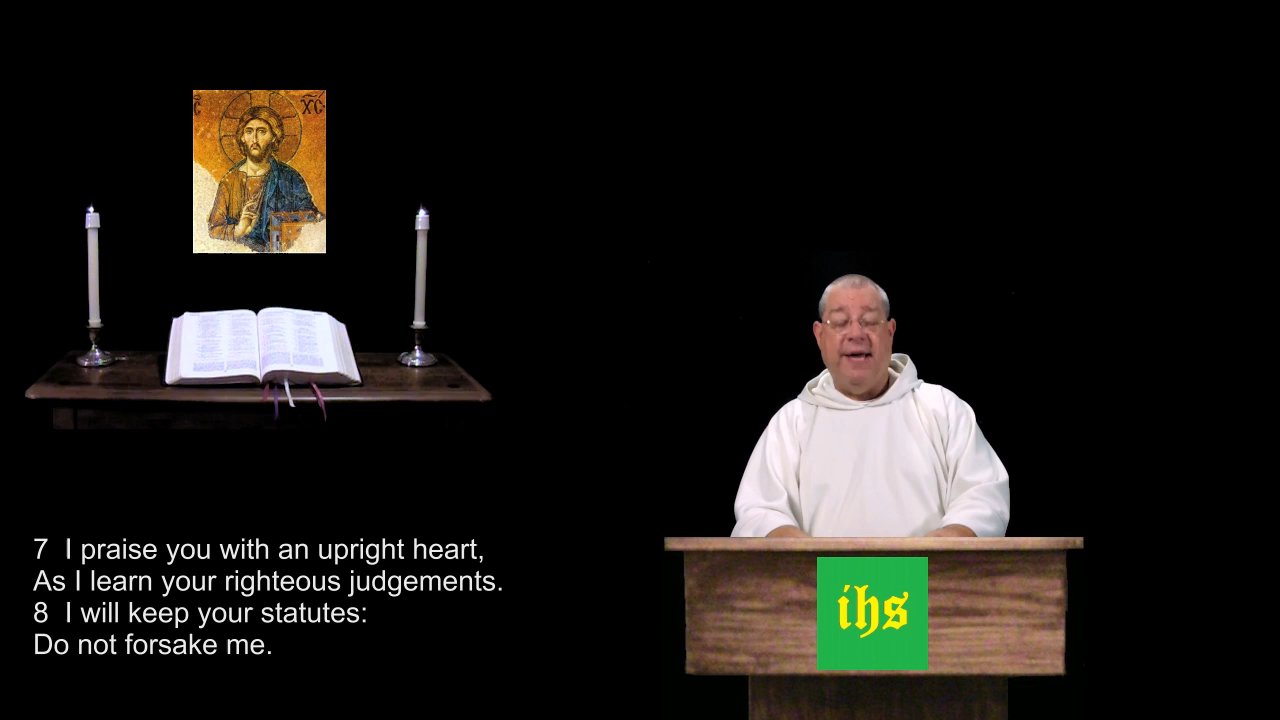 C XC
7 I praise you with an upright heart,
As I learn your righteous judgements.
8 I will keep your statutes:
Do not forsake me.
ihs